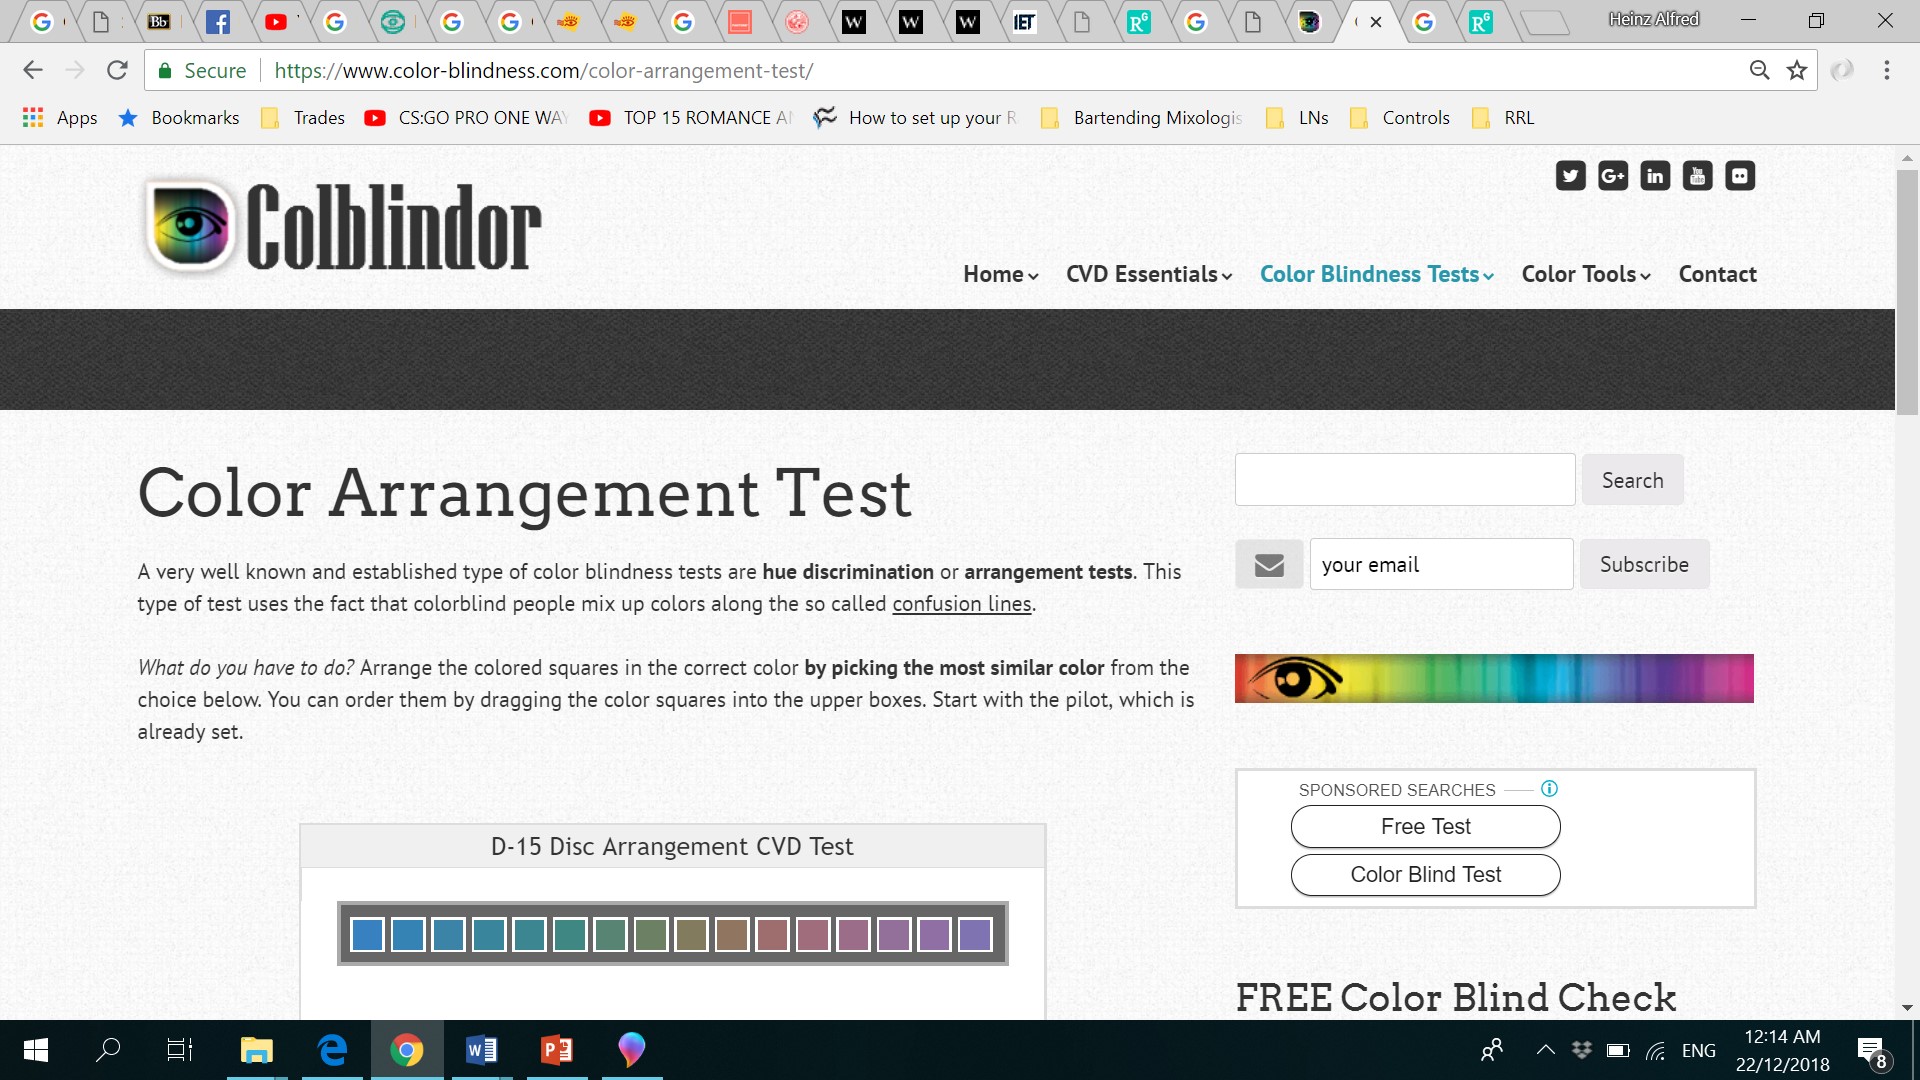 Bb
W
W
W
IET
RG
RG
Heinz Alfred
Secure
https://www.color-blindness.com/color-arrangement-test/
Apps
Bookmarks
Trades
CS:GO PRO ONE WAY
TOP 15 ROMANCE A
How to set up your R
Bartending Mixologis
LNs
Controls
RRL
Colblindor
Home
CVD Essentials
Color Blindness Tests
Color Tools
Contact
Color Arrangement Test
A very well known and established type of color blindness tests are hue discrimination or arrangement tests. This
type of test uses the fact that colorblind people mix up colors along the so called confusion lines.
What do you have to do? Arrange the colored squares in the correct color by picking the most similar color from the
choice below. You can order them by dragging the color squares into the upper boxes. Start with the pilot, which is
already set.
D-15 Disc Arrangement CVD Test
Search
your email
Subscribe
SPONSORED SEARCHES
Free Test
Color Blind Test
FREE Color Blind Check
ENG
12:14 AM
22/12/2018
8